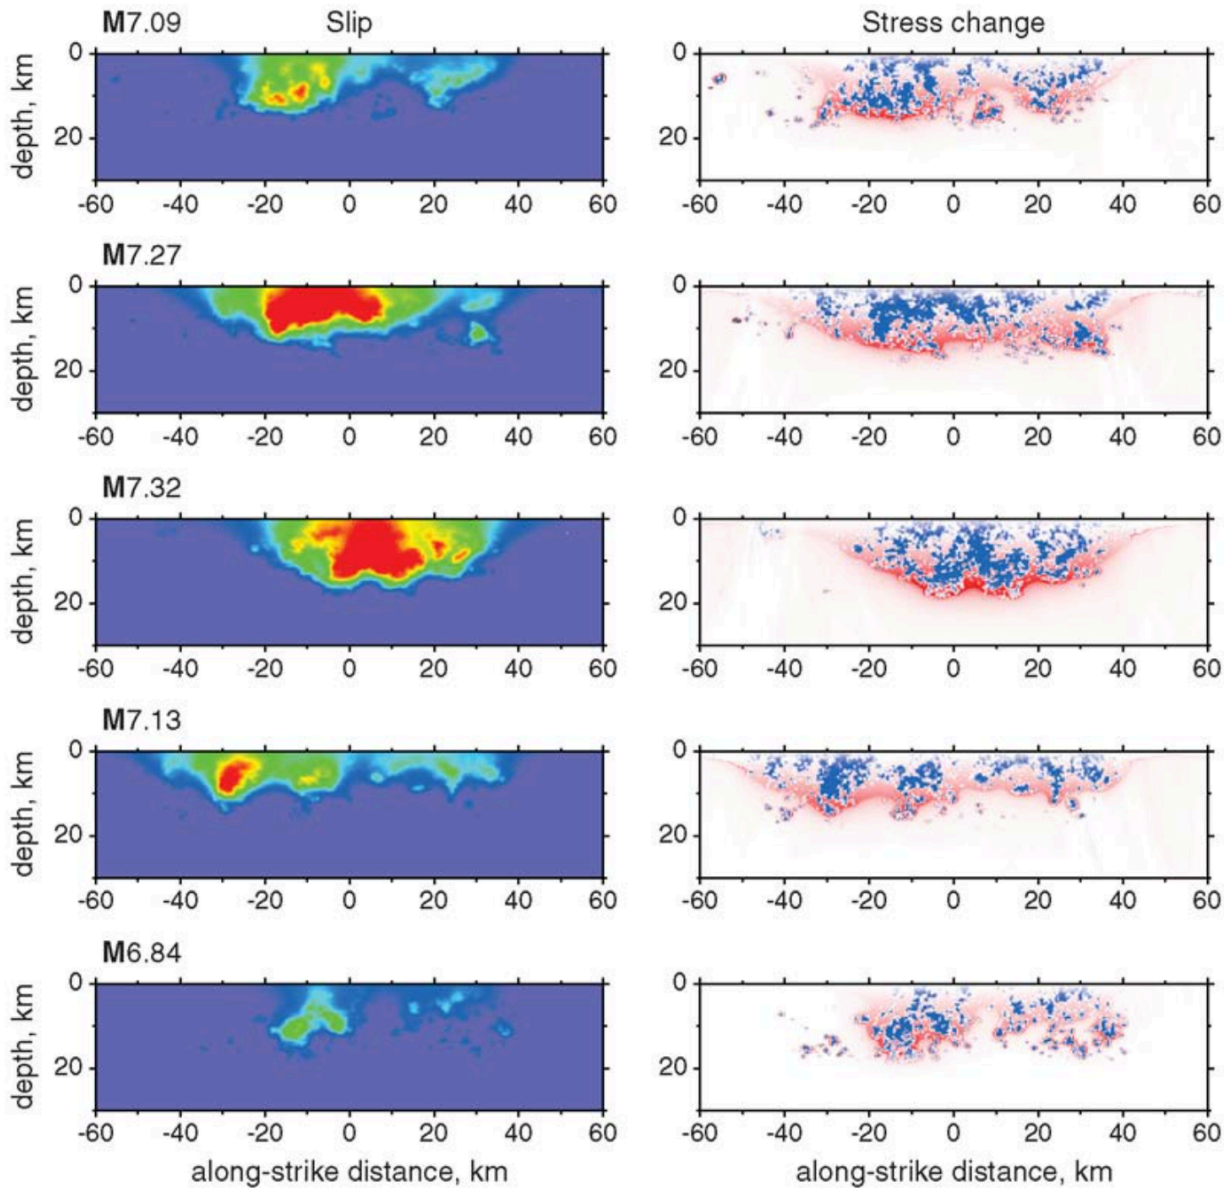 M7.09 Slip Stress change
0 0
depth, km
20 20
-60 -40 -20 0 20 40 60 -60 -40 -20 0 20 40 60
M7.27
0 0
depth, km
20 20
-60 -40 -20 0 20 40 60 -60 -40 -20 0 20 40 60
M7.32
0 0
depth, km
20 20
-60 -40 -20 0 20 40 60 -60 -40 -20 0 20 40 60
M7.13
0 0
depth, km
20 20
-60 -40 -20 0 20 40 60 -60 -40 -20 0 20 40 60
M6.84
0 0
depth, km
20 20
-60 -40 -20 0 20 40 60 -60 -40 -20 0 20 40 60
along-strike distance, km along-strike distance, km